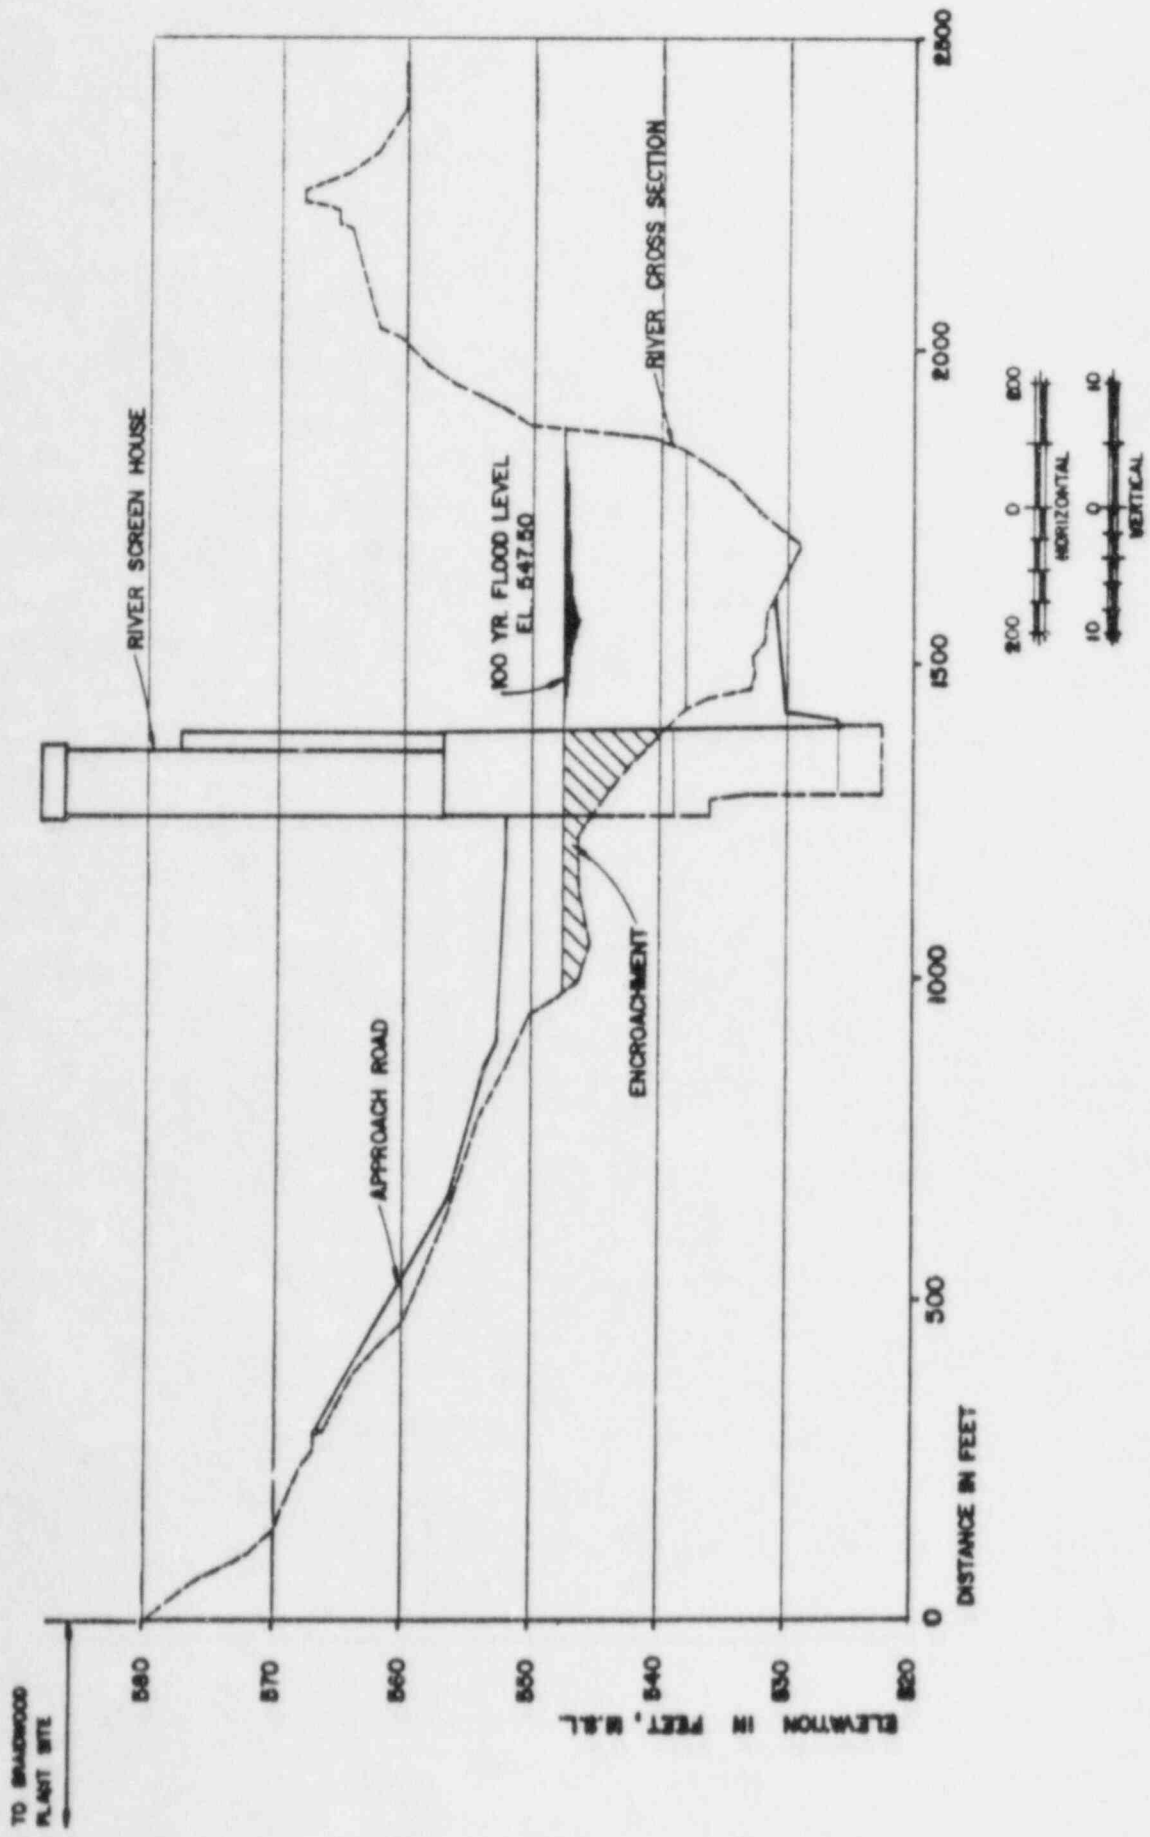 TO BRAIDWOOD
PLANT SITE
ELEVATION IN FEET, M.S.L.
580
570
560
550
540
530
520
APPROACH ROAD
RIVER SCREEN HOUSE
100 YR. FLOOD LEVEL
EL. 547.50
ENCROACHMENT
RIVER CROSS SECTION
0
500
1000
1500
2000
2500
DISTANCE IN FEET
200
0
200
HORIZONTAL
10
0
10
VERTICAL